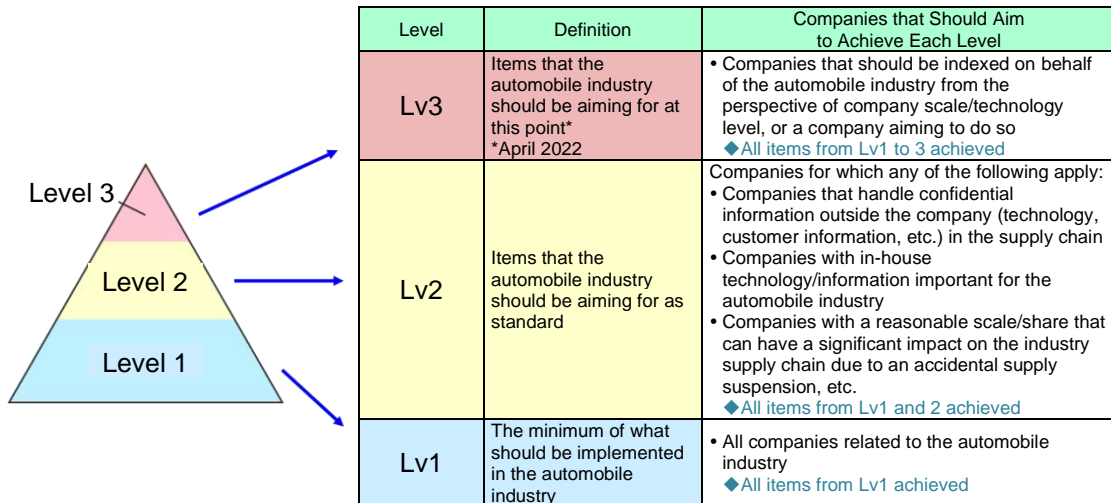 Level 3
Level 2
Level 1
Level
Definition
Companies that Should Aim
to Achieve Each Level
Lv3
Items that the
automobile industry
should be aiming for at
this point*
*April 2022
• Companies that should be indexed on behalf
of the automobile industry from the
perspective of company scale/technology
level, or a company aiming to do so
◆All items from Lv1 to 3 achieved
Lv2
Items that the
automobile industry
should be aiming for as
standard
Companies for which any of the following apply:
• Companies that handle confidential
information outside the company (technology,
customer information, etc.) in the supply chain
• Companies with in-house
technology/information important for the
automobile industry
• Companies with a reasonable scale/share that
can have a significant impact on the industry
supply chain due to an accidental supply
suspension, etc.
◆All items from Lv1 and 2 achieved
Lv1
The minimum of what
should be implemented
in the automobile
industry
• All companies related to the automobile
industry
◆All items from Lv1 achieved